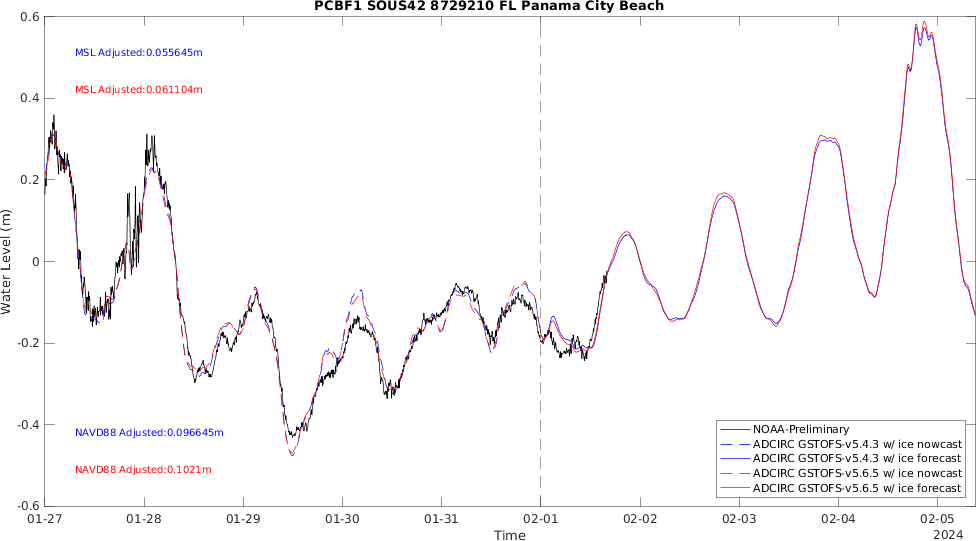 PCBF1 SOUS42 8729210 FL Panama City Beach
0.6
MSL Adjusted:0.055645m
MSL Adjusted:0.061104m
0.4
0.2
0
-0.2
-0.4
-0.6
Water Level (m)
NAVD88 Adjusted:0.096645m
NAVD88 Adjusted:0.1021m
NOAA-Preliminary
ADCIRC GSTOFS-v5.4.3 w/ ice nowcast
ADCIRC GSTOFS-v5.4.3 w/ ice forecast
ADCIRC GSTOFS-v5.6.5 w/ ice nowcast
ADCIRC GSTOFS-v5.6.5 w/ ice forecast
01-27 01-28 01-29 01-30 01-31 02-01 02-02 02-03 02-04 02-05
2024
Time